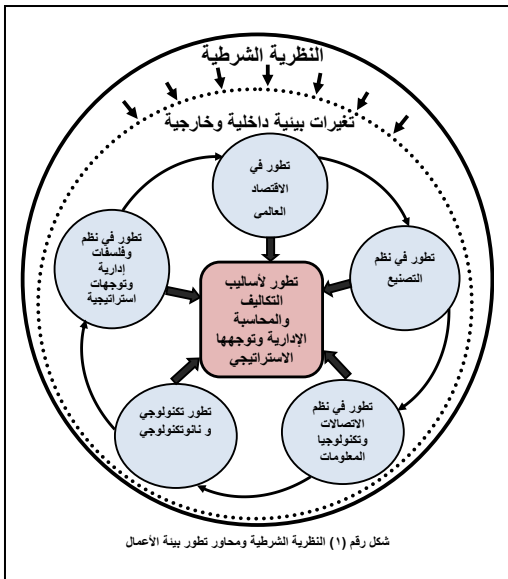 النظرية الشرطية
تغيرات بيئية داخلية وخارجية
تطور في
الاقتصاد
العالمى
تطور في نظم
التصنيع
تطور في نظم
الاتصالات
وتكنولوجيا
المعلومات
تطور تكنولوجي
و نانوتكنولوجي
تطور في نظم
وفلسفات
إدارية
وتوجهات
استراتيجية
تطور لأساليب
التكاليف
والمحاسبة
الإدارية وتوجهها
الاستراتيجي
شكل رقم (١) النظرية الشرطية ومحاور تطور بيئة الأعمال